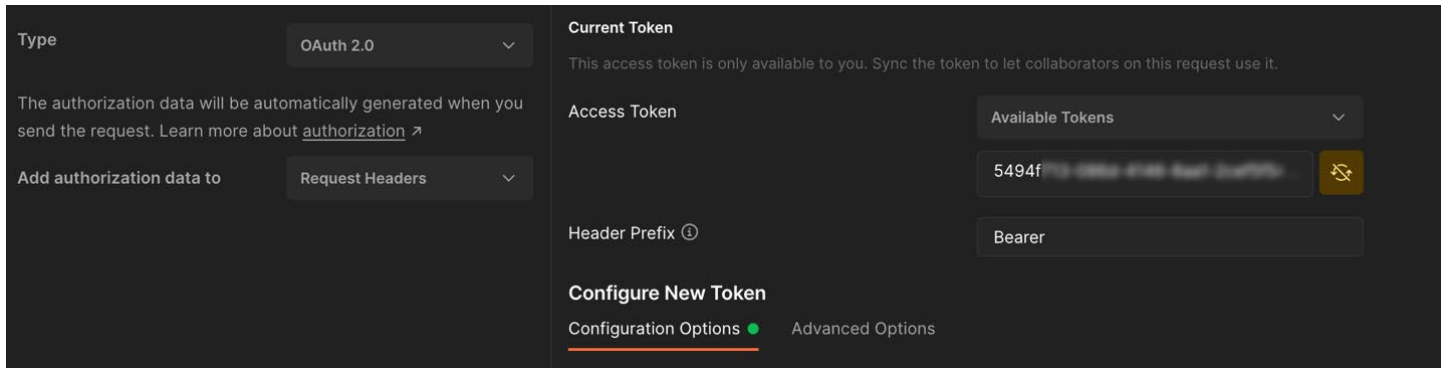 Type
OAuth 2.0
The authorization data will be automatically generated when you
send the request. Learn more about authorization ↗
Add authorization data to
Request Headers
Current Token
This access token is only available to you. Sync the token to let collaborators on this request use it.
Access Token
Available Tokens
5494f
Header Prefix
Bearer
Configure New Token
Configuration Options
Advanced Options